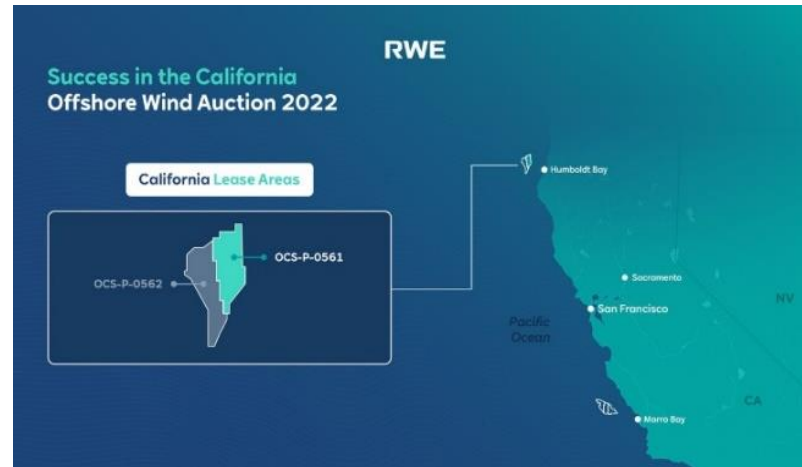 RWE
Success in the California
Offshore Wind Auction 2022
California Lease Areas
OCS-P-0561
OCS-P-0562
Humboldt Bay
Sacramento
San Francisco
Pacific
Ocean
NV
CA
Morro Bay